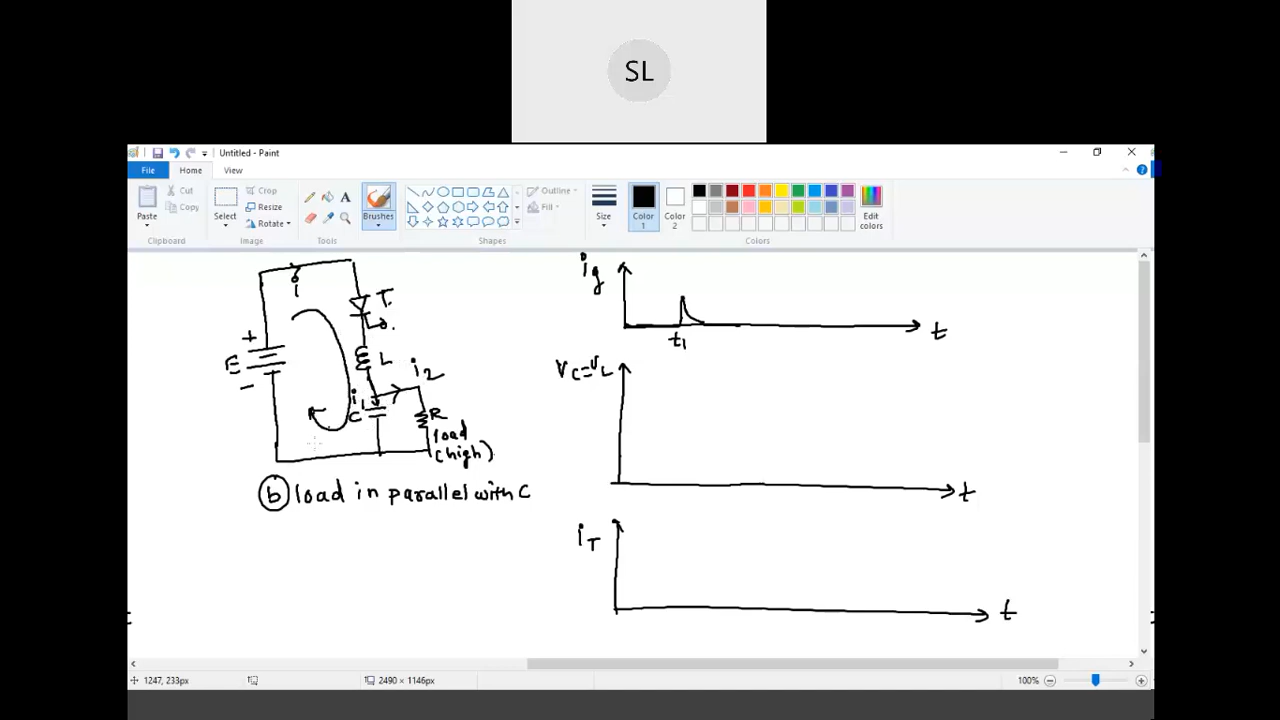 SL
Untitled - Paint
File Home View
Paste
Cut
Copy
Clipboard
Select
Crop
Resize
Rotate
Image
Tools
Brushes
Shapes
Outline
Fill
Size
Color 1
Color 2
Colors
Edit colors
i
T
+
E
-
L
i2
i1
C
R
load
(high)
b load in parallel with C
ig
t1
t
VC=VL
t
iT
t
1247, 233px
2490 × 1146px
100%